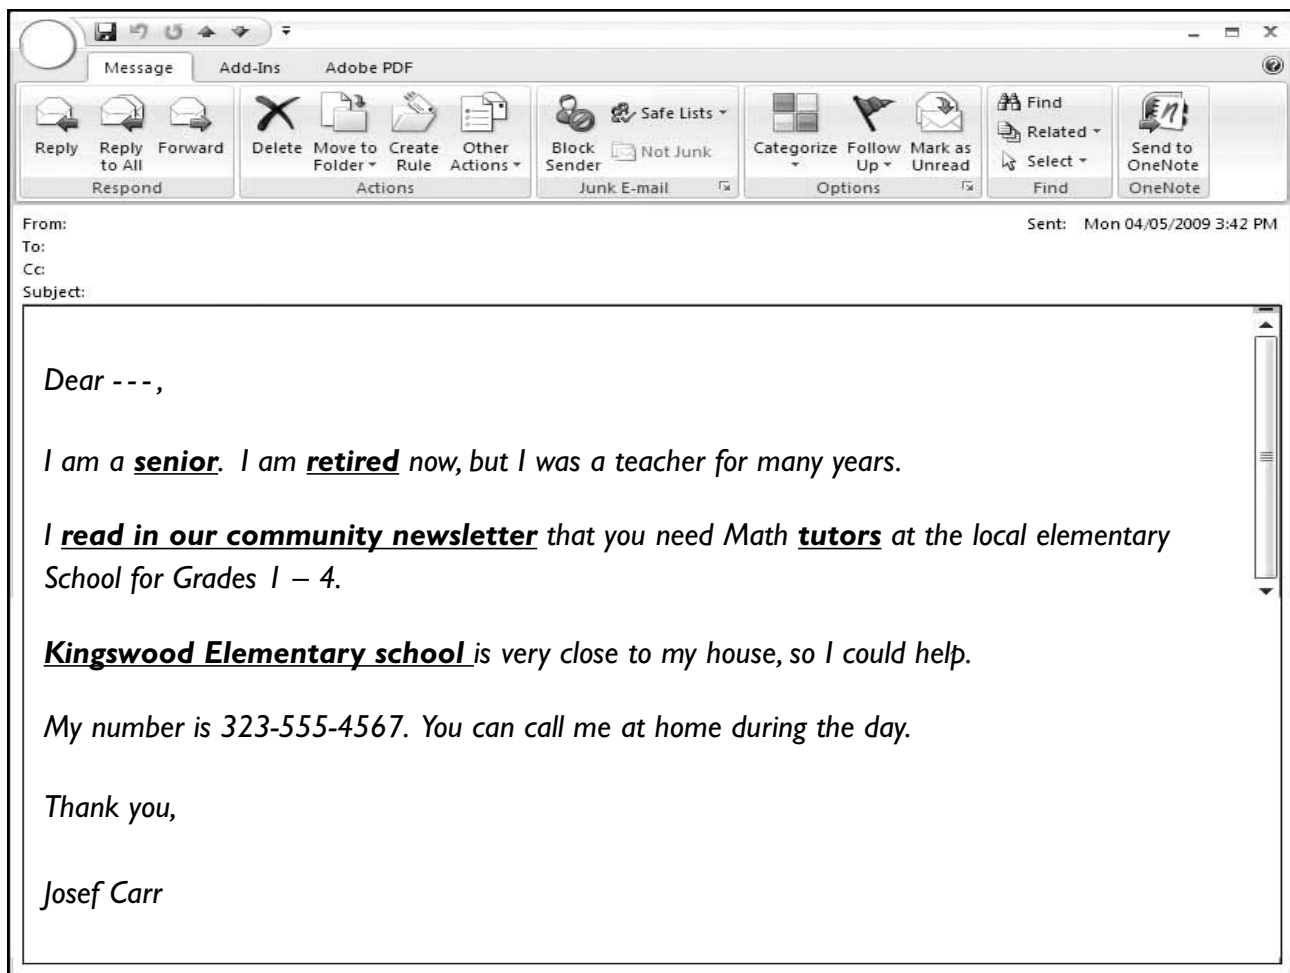 Message Add-Ins Adobe PDF
Reply Reply to All Forward Delete Move to Folder Create Rule Other Actions Block Sender Safe Lists Not Junk Categorize Follow Up Mark as Unread Find Related Select Send to OneNote
Respond Actions Junk E-mail Options Find OneNote
From: Sent: Mon 04/05/2009 3:42 PM
To:
Cc:
Subject:
Dear - - - ,
I am a senior. I am retired now, but I was a teacher for many years.
I read in our community newsletter that you need Math tutors at the local elementary
School for Grades 1 – 4.
Kingswood Elementary school is very close to my house, so I could help.
My number is 323-555-4567. You can call me at home during the day.
Thank you,
Josef Carr